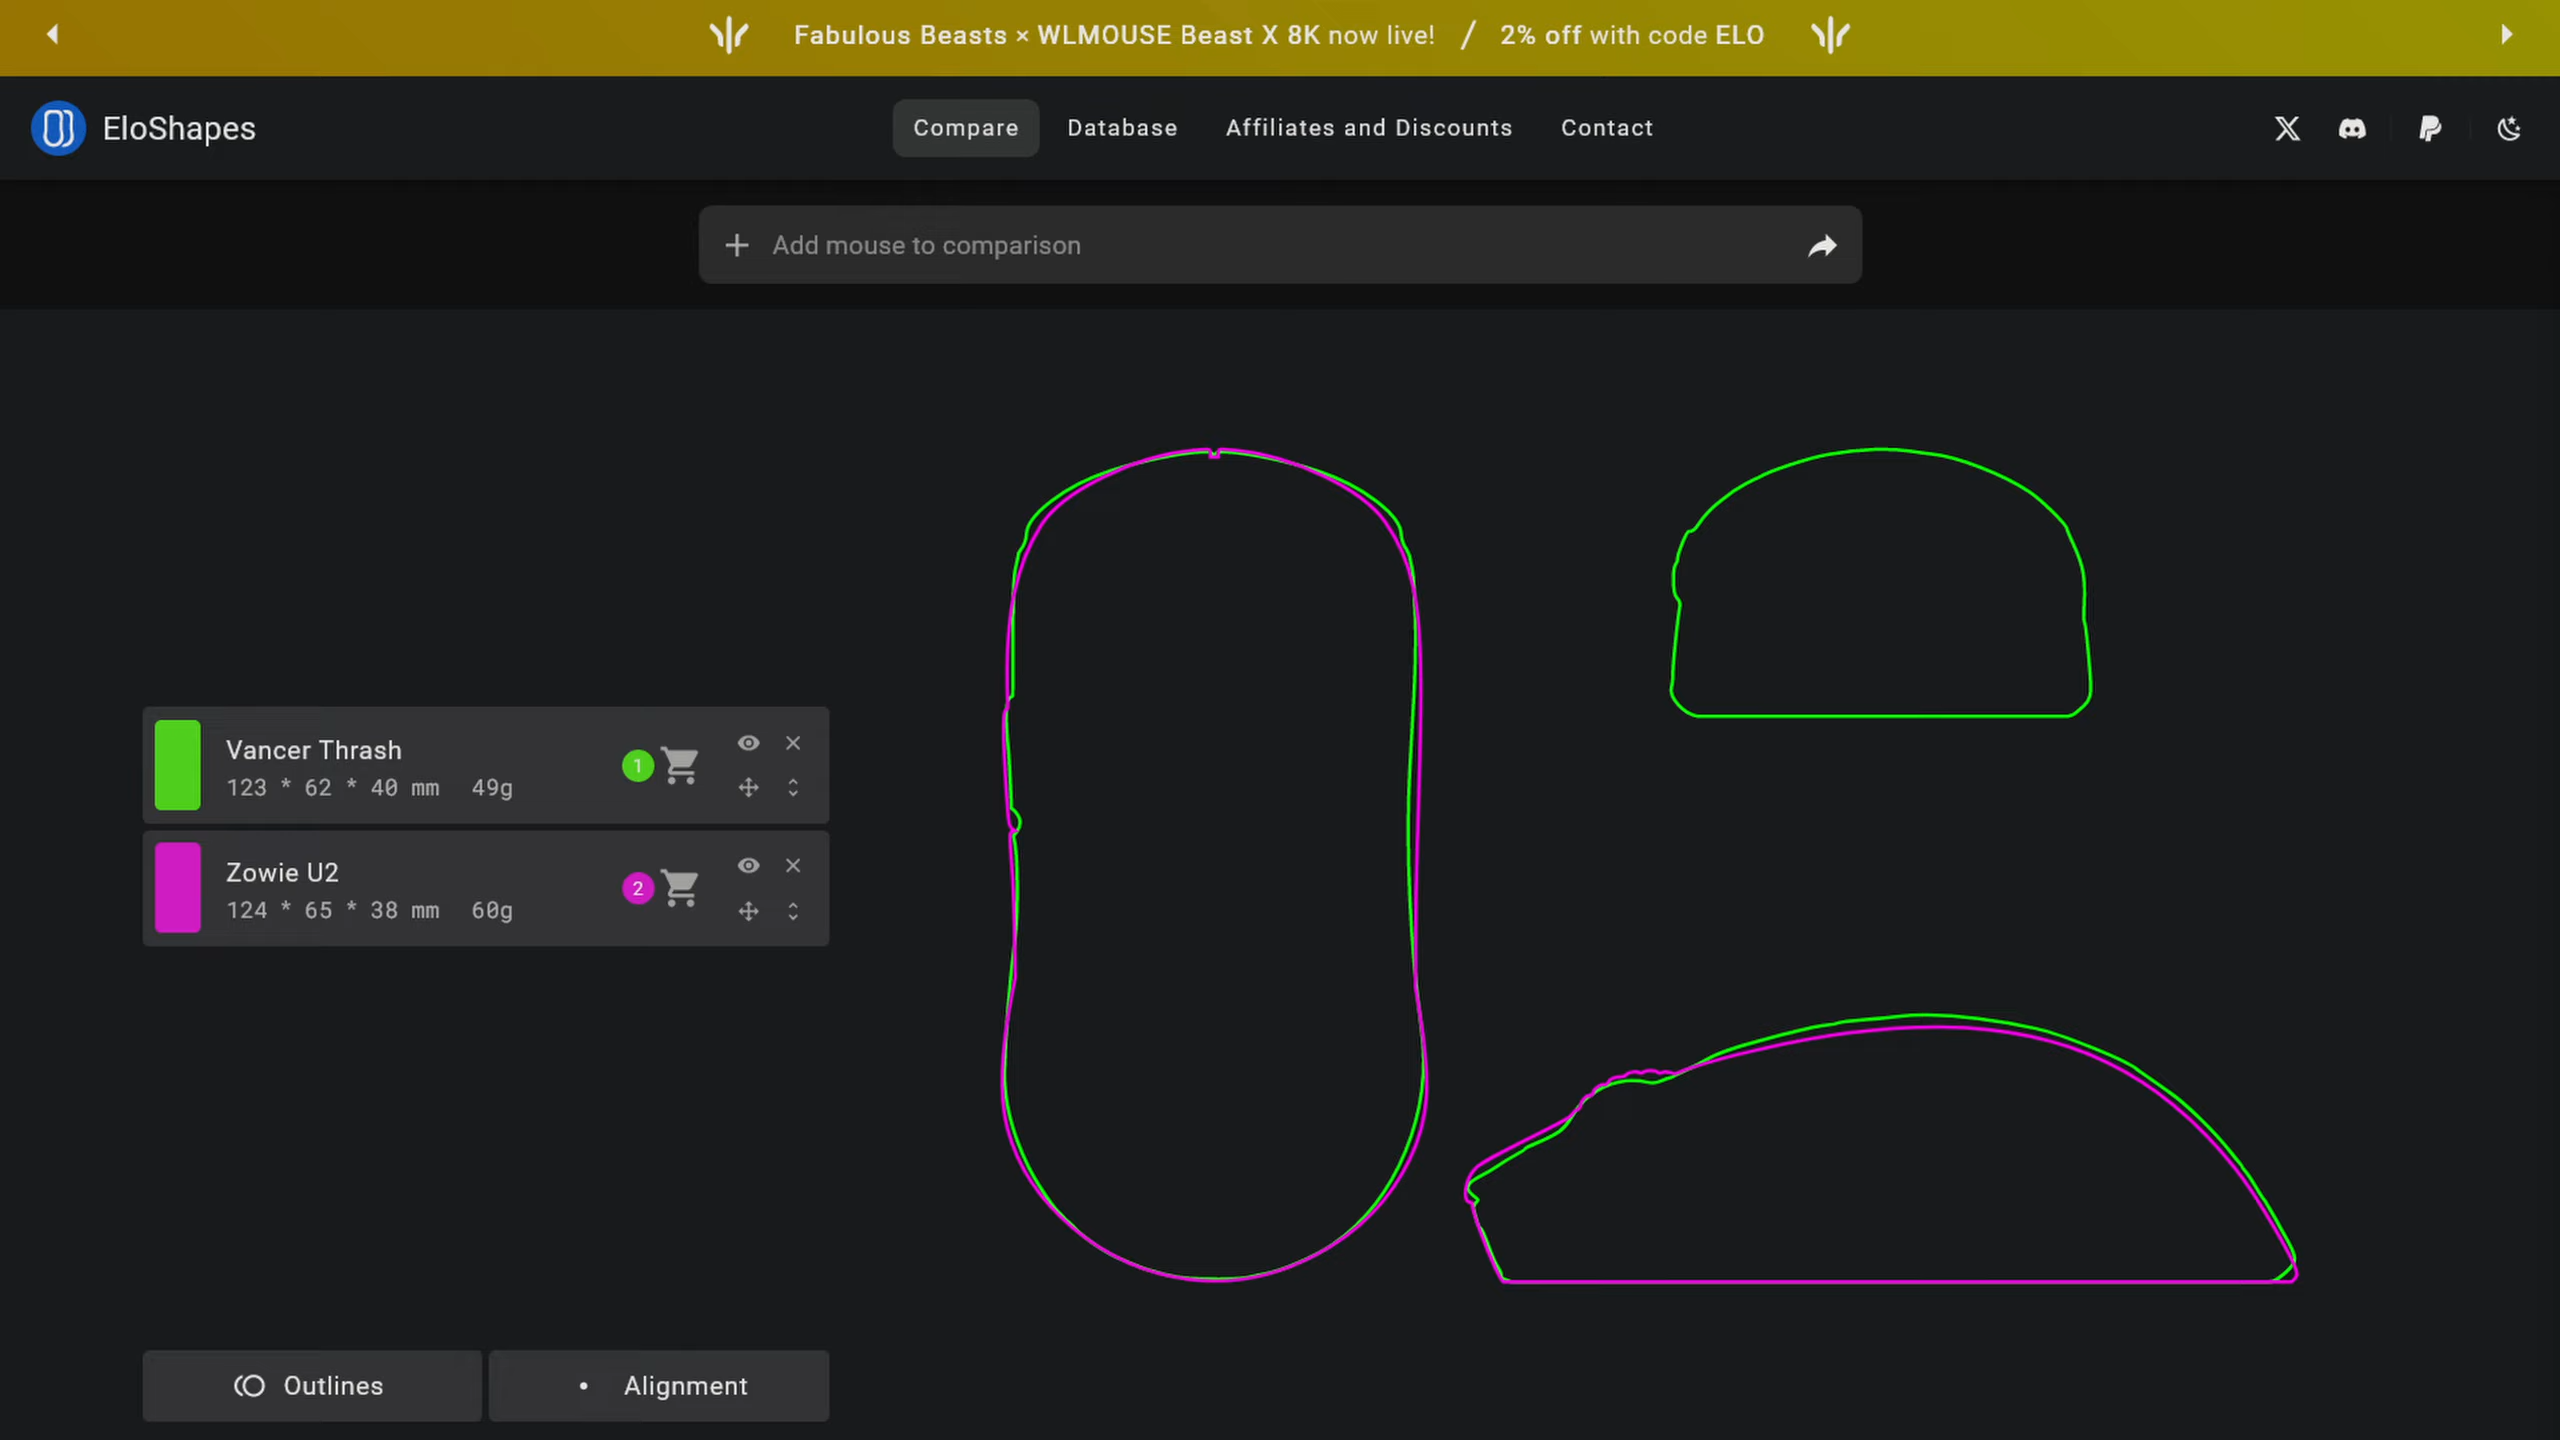 Fabulous Beasts × WLMOUSE Beast X 8K now live! / 2% off with code ELO
EloShapes
Compare
Database
Affiliates and Discounts
Contact
Add mouse to comparison
Vancer Thrash
123 * 62 * 40 mm 49g
1
Zowie U2
124 * 65 * 38 mm 60g
2
Outlines
Alignment